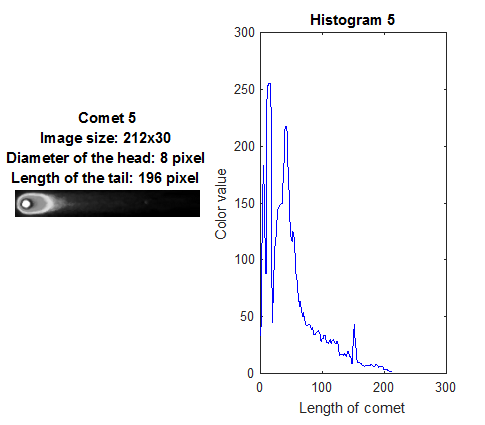 Comet 5
Image size: 212x30
Diameter of the head: 8 pixel
Length of the tail: 196 pixel
Histogram 5
Color value
300
250
200
150
100
50
0
0 100 200 300
Length of comet